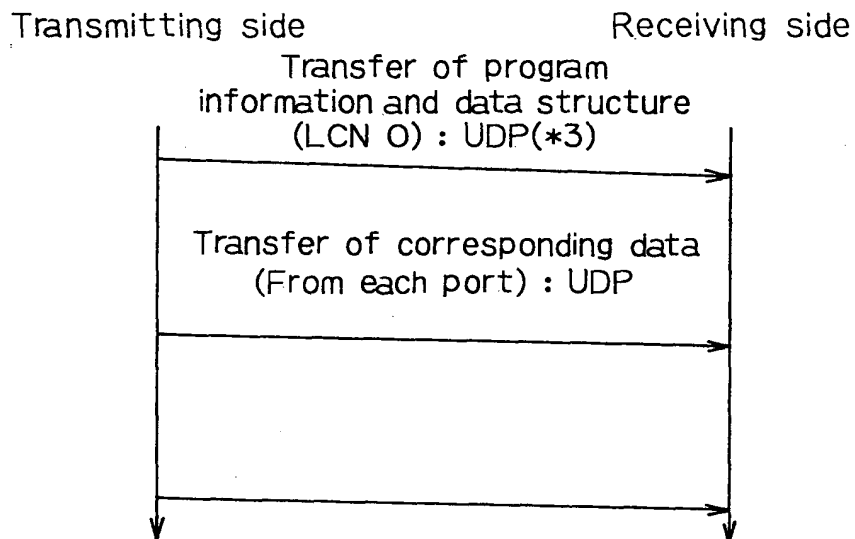 Transmitting side Receiving side
Transfer of program
information and data structure
(LCN 0) : UDP(*3)
Transfer of corresponding data
(From each port) : UDP